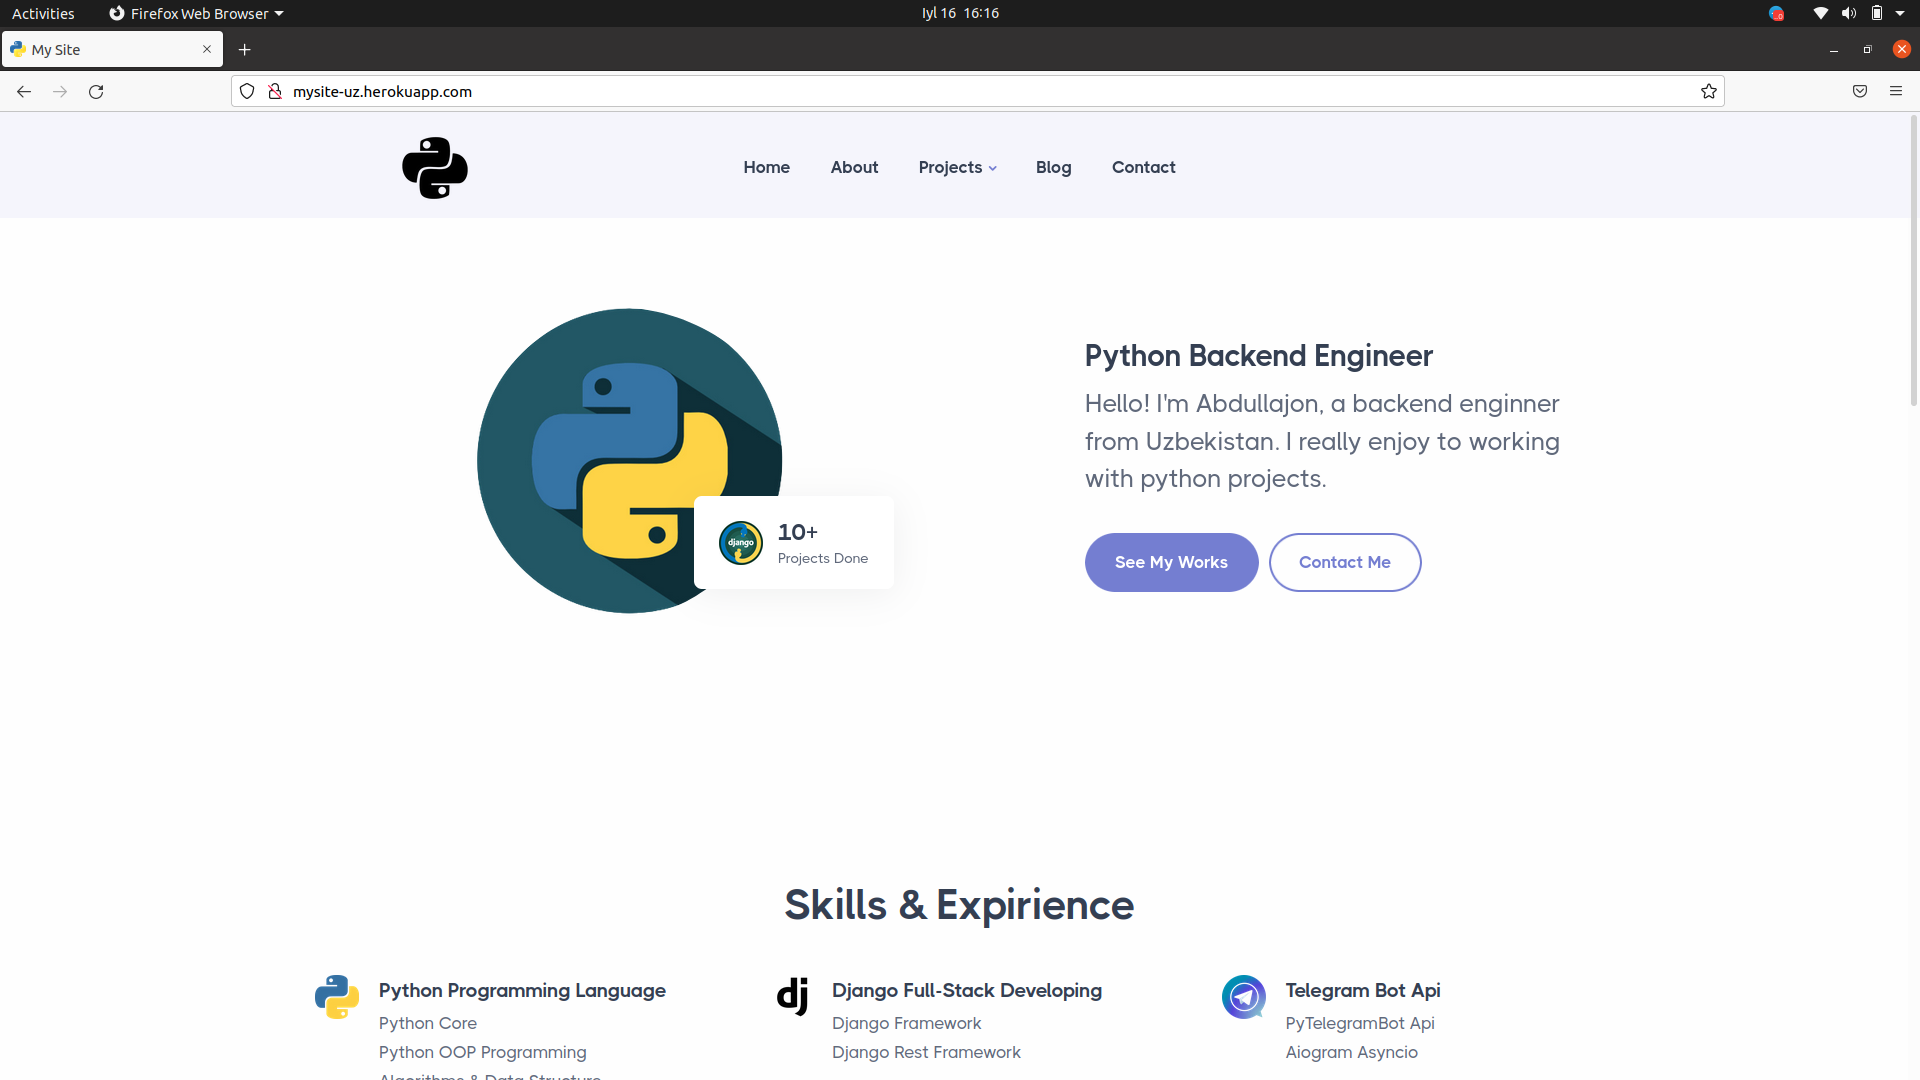 Activities
Firefox Web Browser
Iyl 16 16:16
My Site
mysite-uz.herokuapp.com
Home
About
Projects
Blog
Contact
django
10+
Projects Done
Python Backend Engineer
Hello! I'm Abdullajon, a backend enginner
from Uzbekistan. I really enjoy to working
with python projects.
See My Works
Contact Me
Skills & Expirience
dj
Python Programming Language
Python Core
Python OOP Programming
Algorithms & Data Structure
Django Full-Stack Developing
Django Framework
Django Rest Framework
Telegram Bot Api
PyTelegramBot Api
Aiogram Asyncio